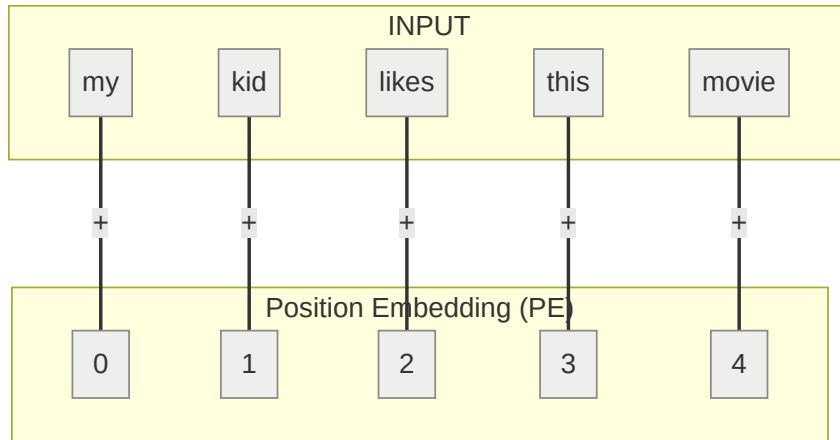 INPUT
my kid likes this movie
+ + + + +
Position Embedding (PE)
0 1 2 3 4